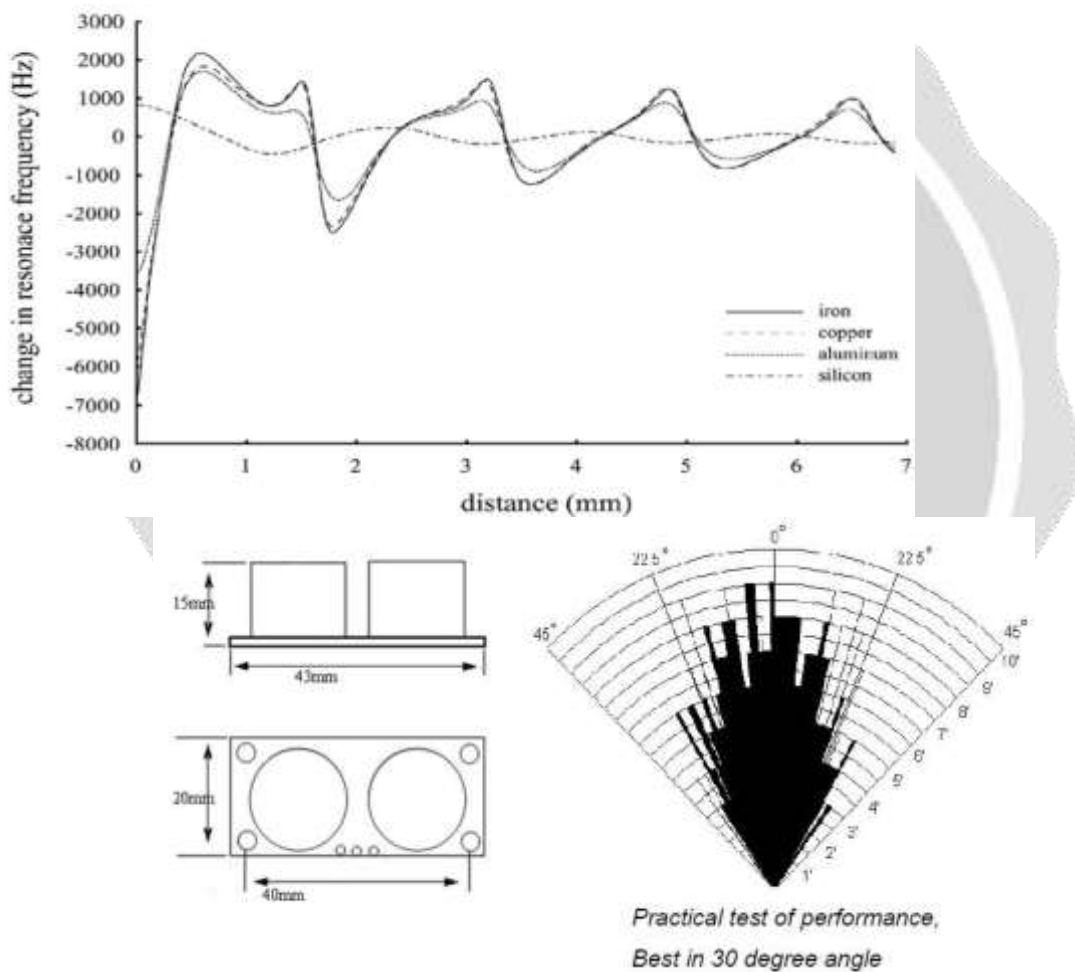 change in resonace frequency (Hz)
3000
2000
1000
0
-1000
-2000
-3000
-4000
-5000
-6000
-7000
-8000
iron
copper
aluminum
silicon
0 1 2 3 4 5 6 7
distance (mm)
15mm
43mm
20mm
40mm
0°
22.5° 22.5°
45° 45°
10'
9'
8'
7'
6'
5'
4'
3'
2'
1'
Practical test of performance,
Best in 30 degree angle